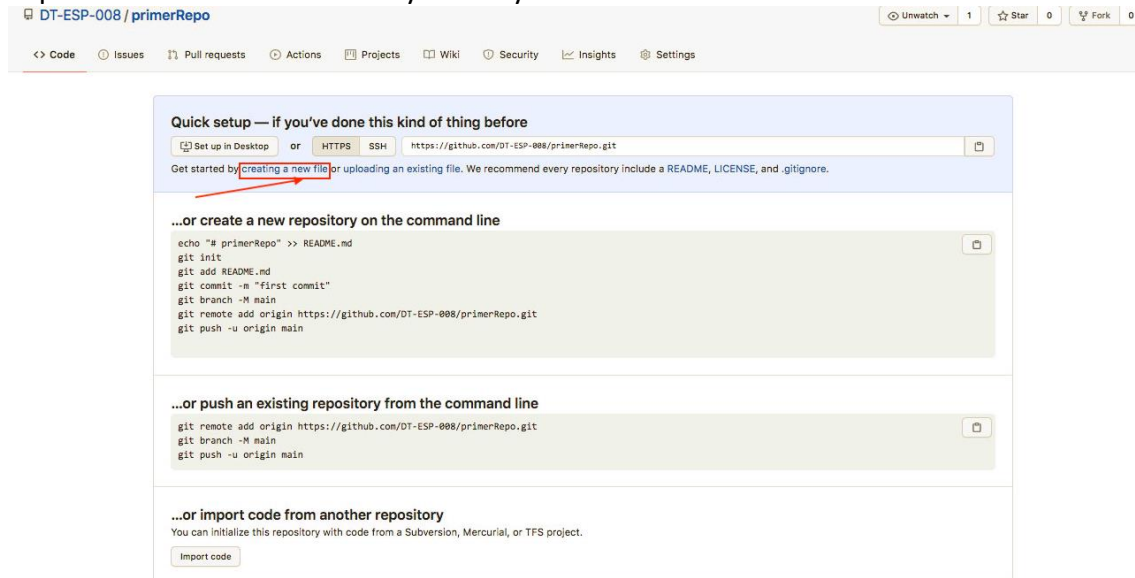 DT-ESP-008 / primerRepo
Unwatch 1 Star 0 Fork 0
<> Code Issues Pull requests Actions Projects Wiki Security Insights Settings
Quick setup — if you've done this kind of thing before
Set up in Desktop or HTTPS SSH https://github.com/DT-ESP-008/primerRepo.git
Get started by creating a new file or uploading an existing file. We recommend every repository include a README, LICENSE, and .gitignore.
...or create a new repository on the command line
echo "# primerRepo" >> README.md
git init
git add README.md
git commit -m "first commit"
git branch -M main
git remote add origin https://github.com/DT-ESP-008/primerRepo.git
git push -u origin main
...or push an existing repository from the command line
git remote add origin https://github.com/DT-ESP-008/primerRepo.git
git branch -M main
git push -u origin main
...or import code from another repository
You can initialize this repository with code from a Subversion, Mercurial, or TFS project.
Import code